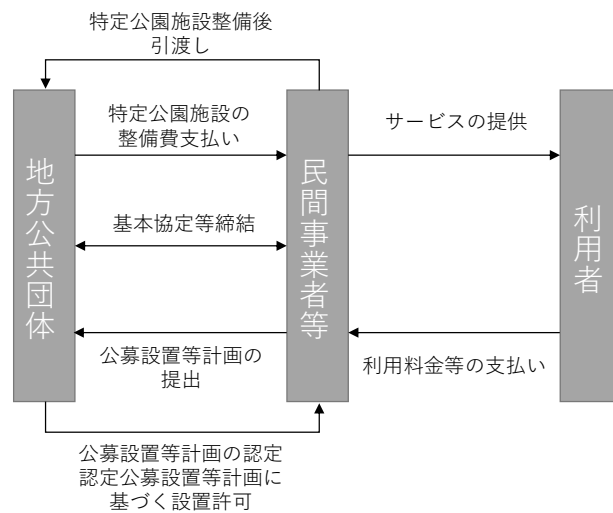 特定公園施設整備後
引渡し
特定公園施設の
整備費支払い
サービスの提供
地方公共団体
民間事業者等
利用者
基本協定等締結
公募設置等計画の
提出
利用料金等の支払い
公募設置等計画の認定
認定公募設置等計画に
基づく設置許可